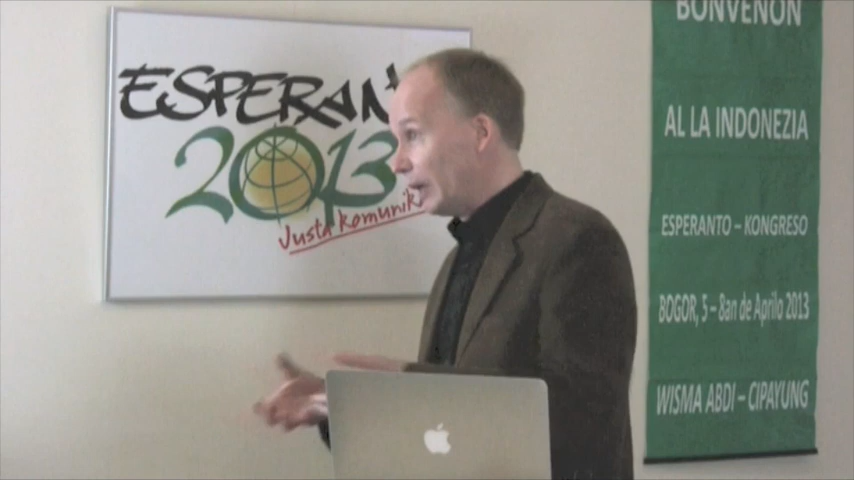 ESPERAN
2013
Justa komunik
BONVENON
AL LA INDONEZIA
ESPERANTO – KONGRESO
BOGOR, 5 – 8an de Aprilo 2013
WISMA ABDI – CIPAYUNG